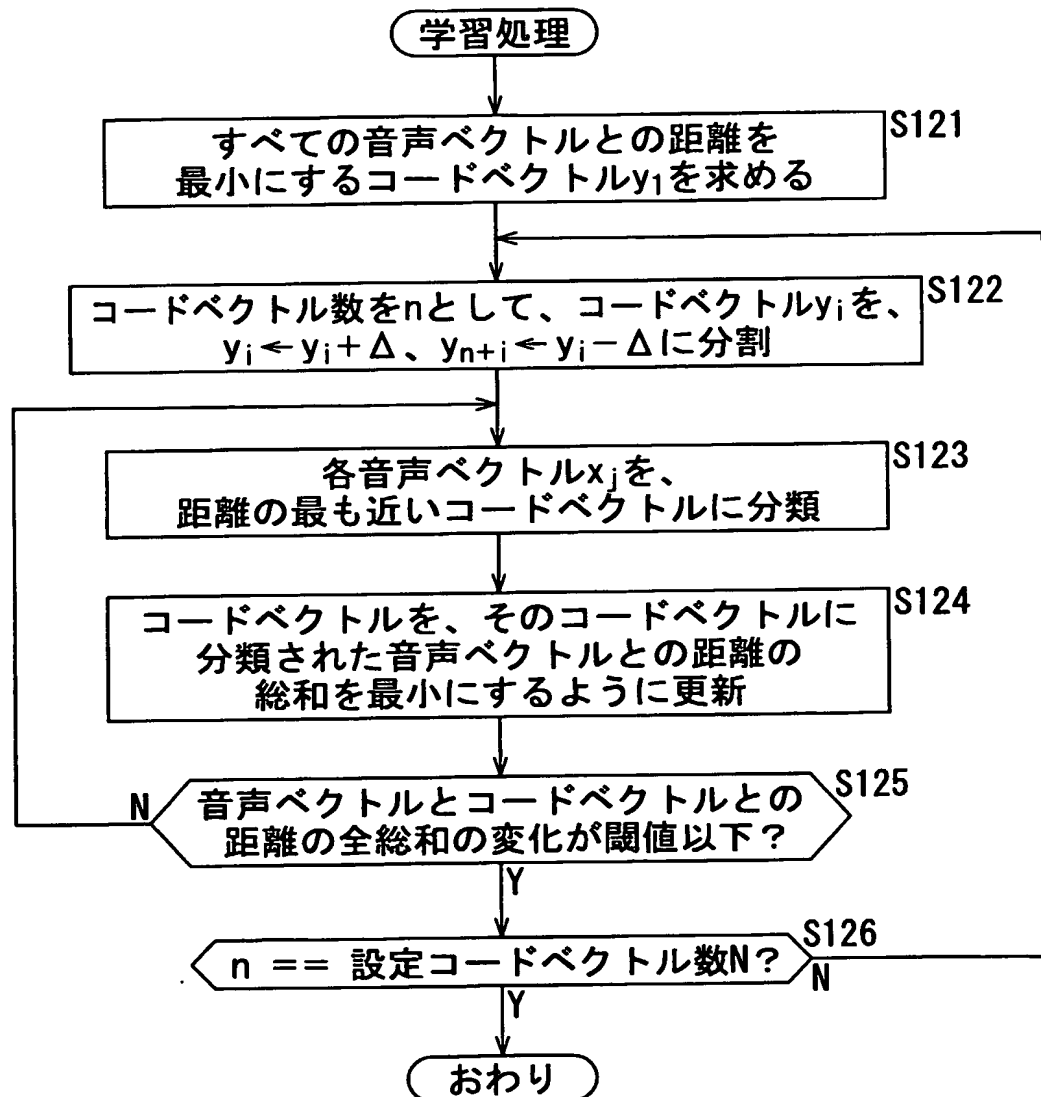 学習処理
すべての音声ベクトルとの距離を
最小にするコードベクトルy₁を求める
S121
コードベクトル数をnとして、コードベクトルyᵢを、
yᵢ←yᵢ+Δ、yₙ₊ᵢ←yᵢ−Δに分割
S122
各音声ベクトルxⱼを、
距離の最も近いコードベクトルに分類
S123
コードベクトルを、そのコードベクトルに
分類された音声ベクトルとの距離の
総和を最小にするように更新
S124
音声ベクトルとコードベクトルとの
距離の全総和の変化が閾値以下？
S125
N
Y
n == 設定コードベクトル数N？
S126
N
Y
おわり